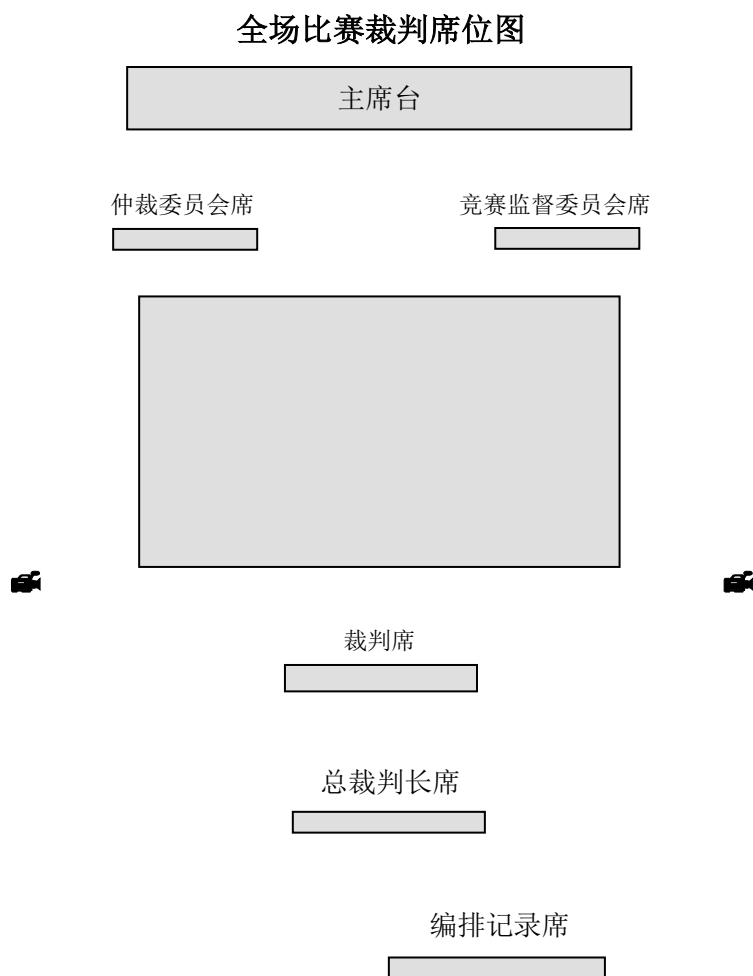 全场比赛裁判席位图
主席台
仲裁委员会席
竞赛监督委员会席
裁判席
总裁判长席
编排记录席